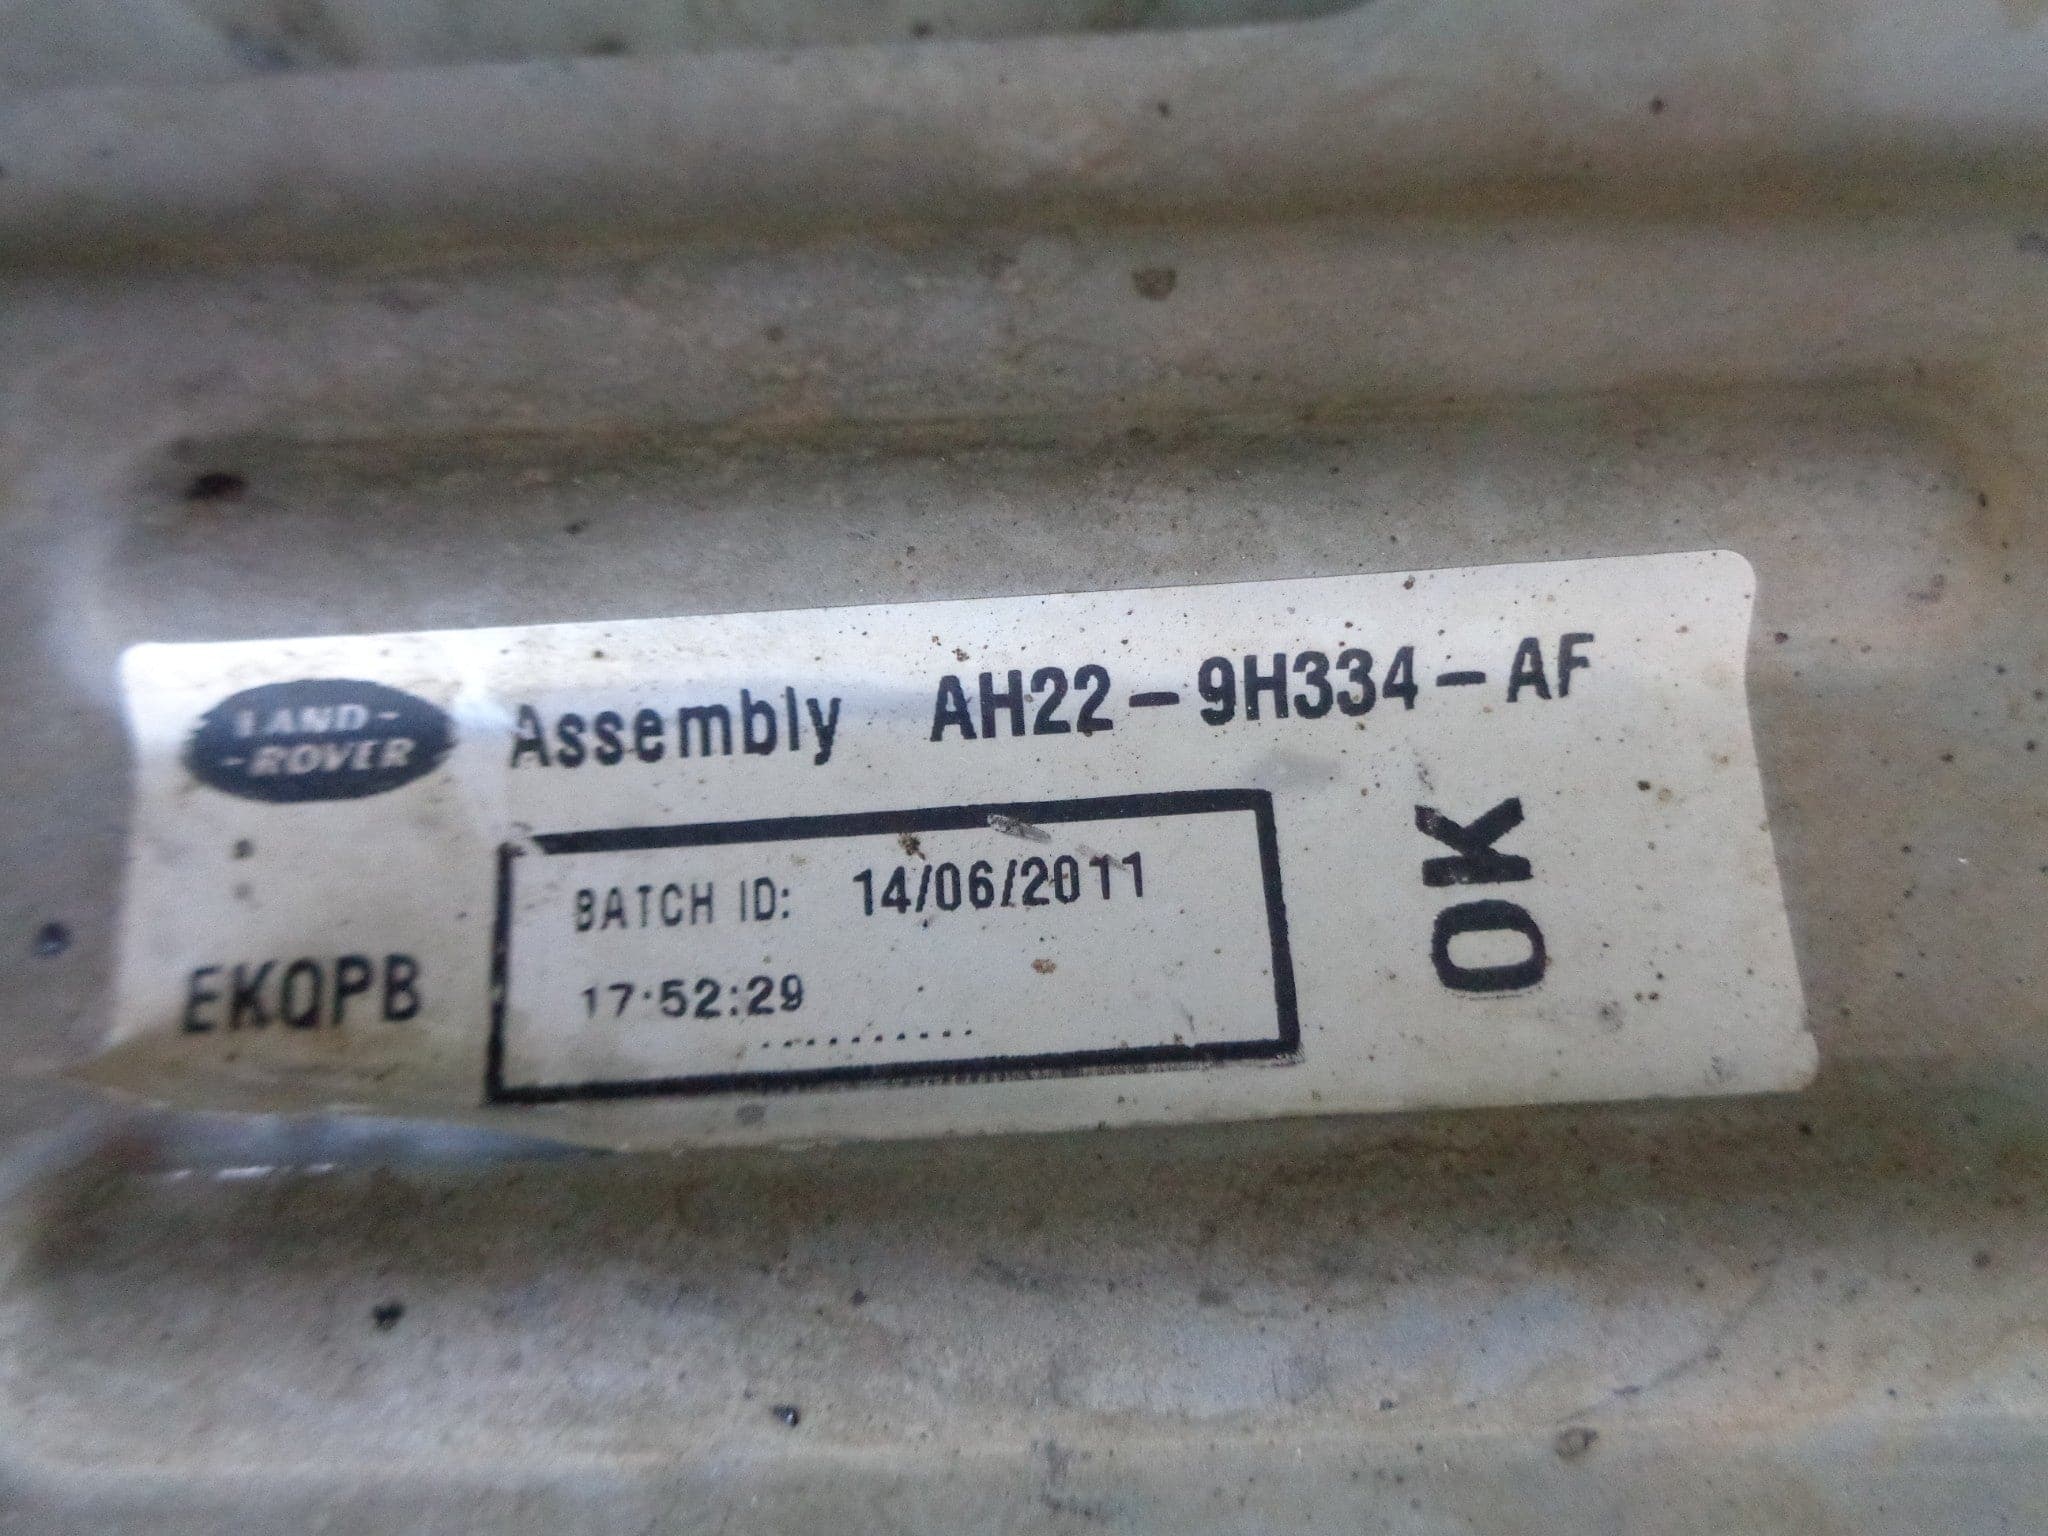 LAND-
-ROVER
Assembly AH22-9H334-AF
BATCH ID: 14/06/2011
17:52:29
EKQPB
OK